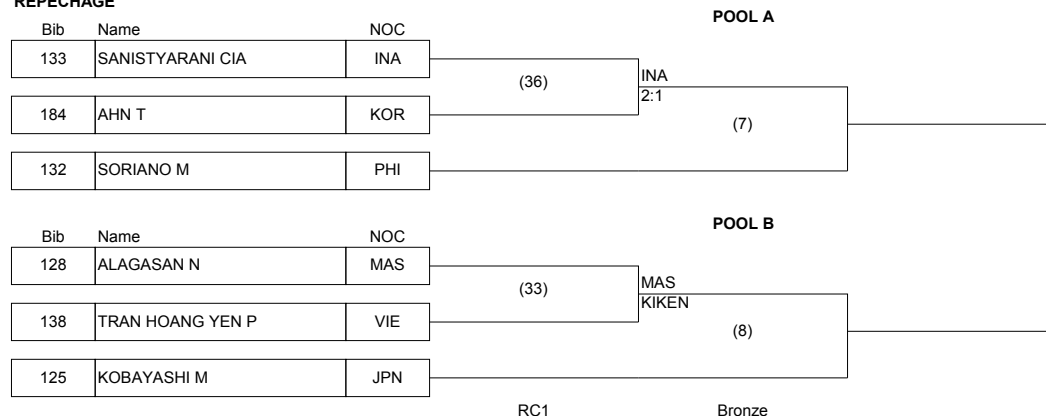 REPECHAGE
POOL A
Bib Name NOC
133 SANISTYARANI CIA INA
(36)
INA
2:1
184 AHN T KOR
(7)
132 SORIANO M PHI
POOL B
Bib Name NOC
128 ALAGASAN N MAS
(33)
MAS
KIKEN
138 TRAN HOANG YEN P VIE
(8)
125 KOBAYASHI M JPN
RC1 Bronze